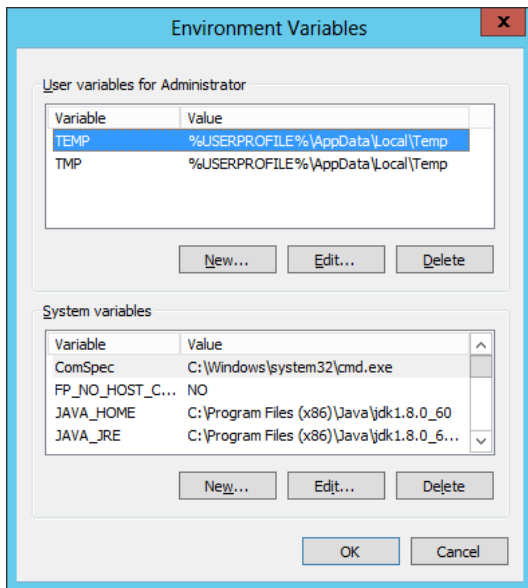 Environment Variables
x
User variables for Administrator
Variable Value
TEMP %USERPROFILE%\AppData\Local\Temp
TMP %USERPROFILE%\AppData\Local\Temp
New... Edit... Delete
System variables
Variable Value
ComSpec C:\Windows\system32\cmd.exe
FP_NO_HOST_C... NO
JAVA_HOME C:\Program Files (x86)\Java\jdk1.8.0_60
JAVA_JRE C:\Program Files (x86)\Java\jdk1.8.0_6...
New... Edit... Delete
OK Cancel